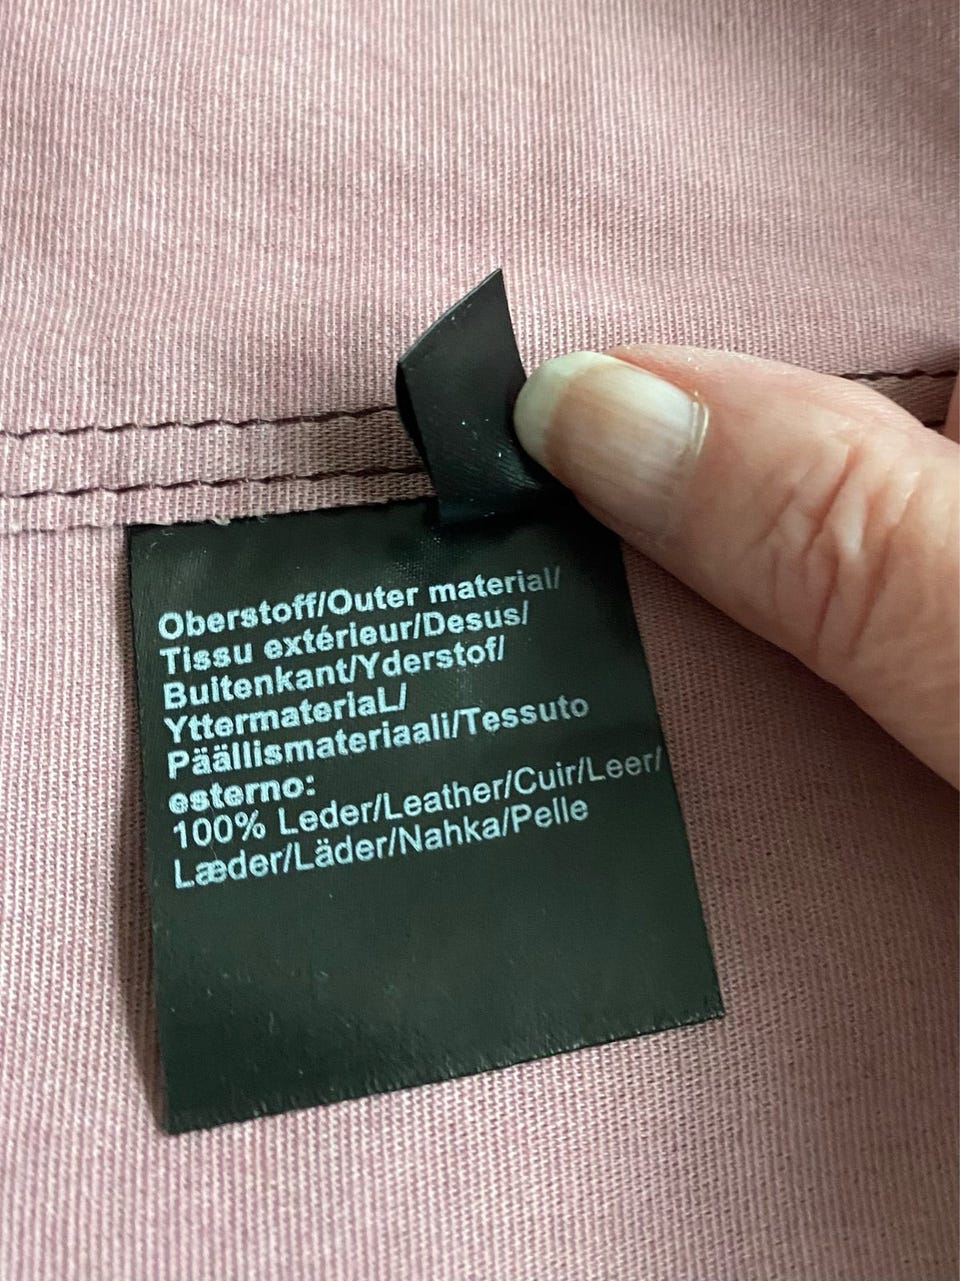 Oberstoff/Outer material/
Tissu extérieur/Desus/
Buitenkant/Yderstof/
YttermateriaL/
Päällismateriaali/Tessuto
esterno:
100% Leder/Leather/Cuir/Leer/
Læder/Läder/Nahka/Pelle